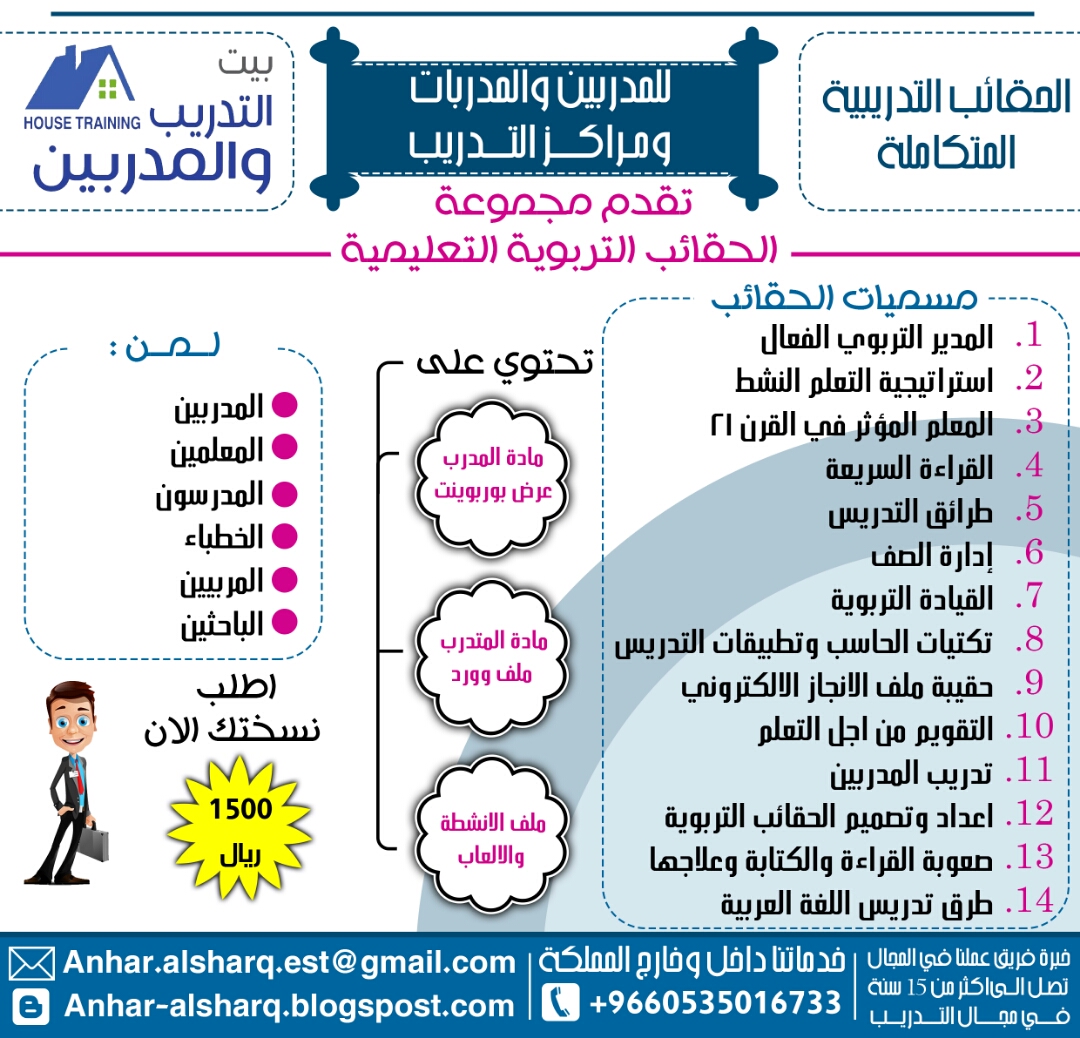 الحقائب التدريبية
المتكاملة
للمدربين والمدربات
ومراكــز التــدريب
بيت
التدريب
HOUSE TRAINING
والمدربين
تقدم مجموعة
الحقائب التربوية التعليمية
مسميات الحقائب
1. المدير التربوي الفعال
2. استراتيجية التعلم النشط
3. المعلم المؤثر في القرن ٢١
4. القراءة السريعة
5. طرائق التدريس
6. إدارة الصف
7. القيادة التربوية
8. تكتيات الحاسب وتطبيقات التدريس
9. حقيبة ملف الانجاز الالكتروني
10. التقويم من اجل التعلم
11. تدريب المدربين
12. اعداد وتصميم الحقائب التربوية
13. صعوبة القراءة والكتابة وعلاجها
14. طرق تدريس اللغة العربية
تحتوي على
مادة المدرب
عرض بوربوينت
مادة المتدرب
ملف وورد
ملف الانشطة
والالعاب
لــمــن :
المدربين
المعلمين
المدرسون
الخطباء
المربيين
الباحثين
اطلب
نسختك الان
1500
ريال
خبرة فريق عملنا في المجال
تصل الى اكثر من 15 سنة
فــي مجــال التــدريــب
خدماتنا داخل وخارج المملكة
+9660535016733
Anhar.alsharq.est@gmail.com
Anhar-alsharq.blogspost.com